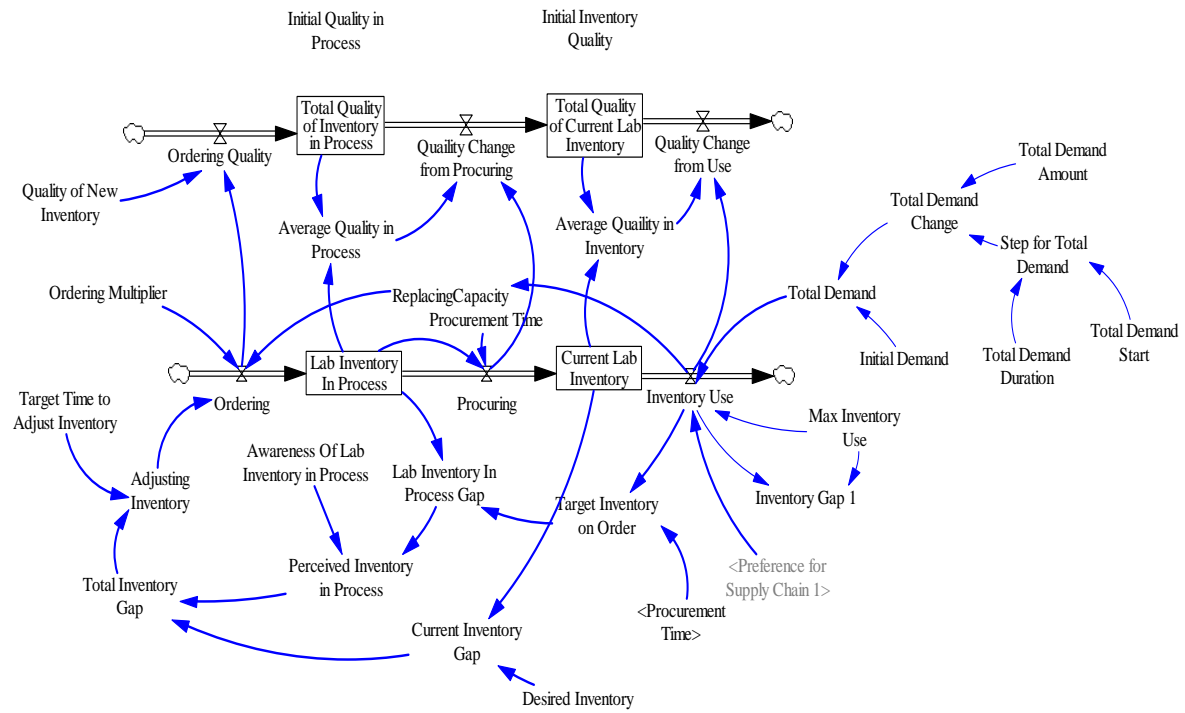 Initial Quality in
Process
Initial Inventory
Quality
Total Quality
of Inventory
in Process
Total Quality
of Current Lab
Inventory
Ordering Quality
Quaility Change
from Procuring
Quality Change
from Use
Quality of New
Inventory
Average Quality in
Process
Average Quaility in
Inventory
Total Demand
Amount
Total Demand
Change
Step for Total
Demand
Ordering Multiplier
ReplacingCapacity
Procurement Time
Total Demand
Initial Demand
Total Demand
Duration
Total Demand
Start
Lab Inventory
In Process
Current Lab
Inventory
Ordering
Procuring
Inventory Use
Target Time to
Adjust Inventory
Max Inventory
Use
Awareness Of Lab
Inventory in Process
Lab Inventory In
Process Gap
Adjusting
Inventory
Target Inventory
on Order
Inventory Gap 1
Perceived Inventory
in Process
<Preference for
Supply Chain 1>
Total Inventory
Gap
<Procurement
Time>
Current Inventory
Gap
Desired Inventory